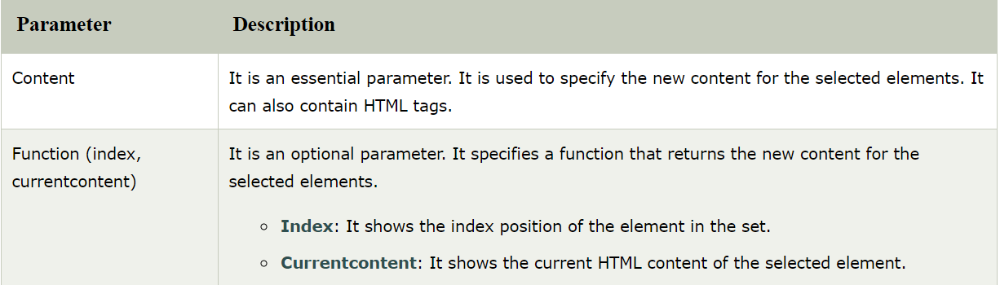 Parameter Description
Content It is an essential parameter. It is used to specify the new content for the selected elements. It
can also contain HTML tags.
Function (index, It is an optional parameter. It specifies a function that returns the new content for the
currentcontent) selected elements.
Index: It shows the index position of the element in the set.
Currentcontent: It shows the current HTML content of the selected element.